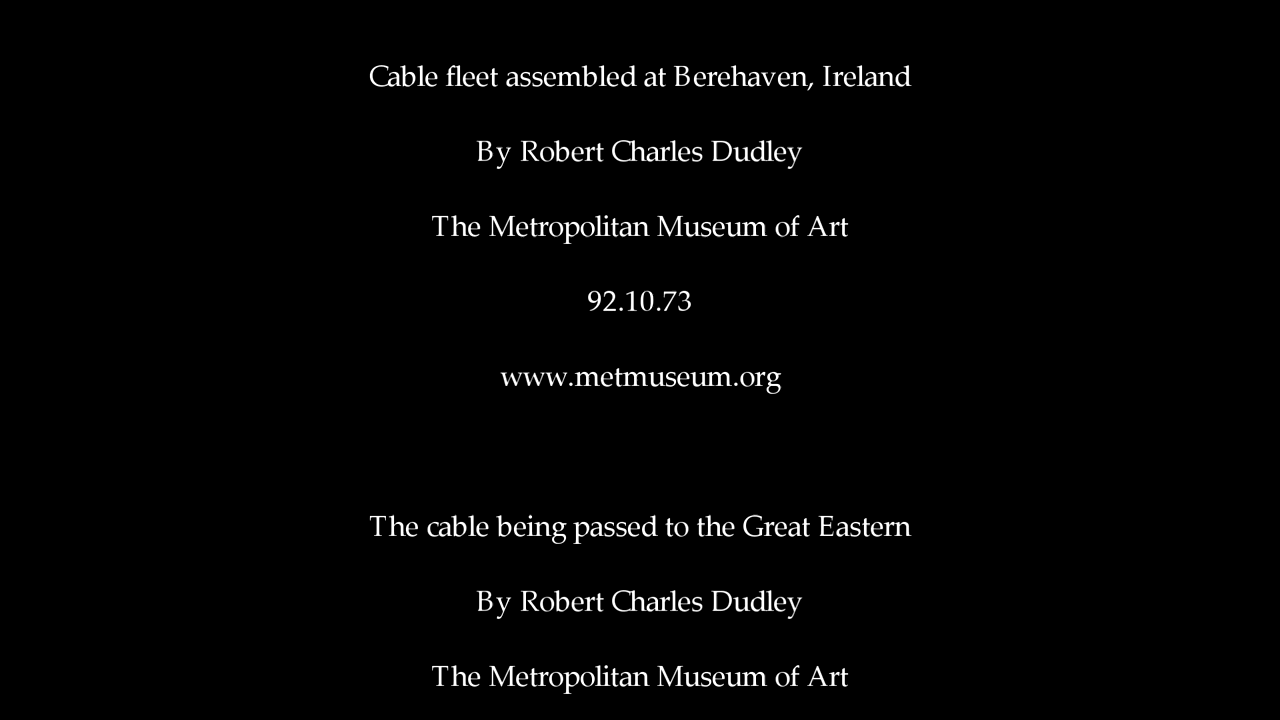 Cable fleet assembled at Berehaven, Ireland
By Robert Charles Dudley
The Metropolitan Museum of Art
92.10.73
www.metmuseum.org
The cable being passed to the Great Eastern
By Robert Charles Dudley
The Metropolitan Museum of Art